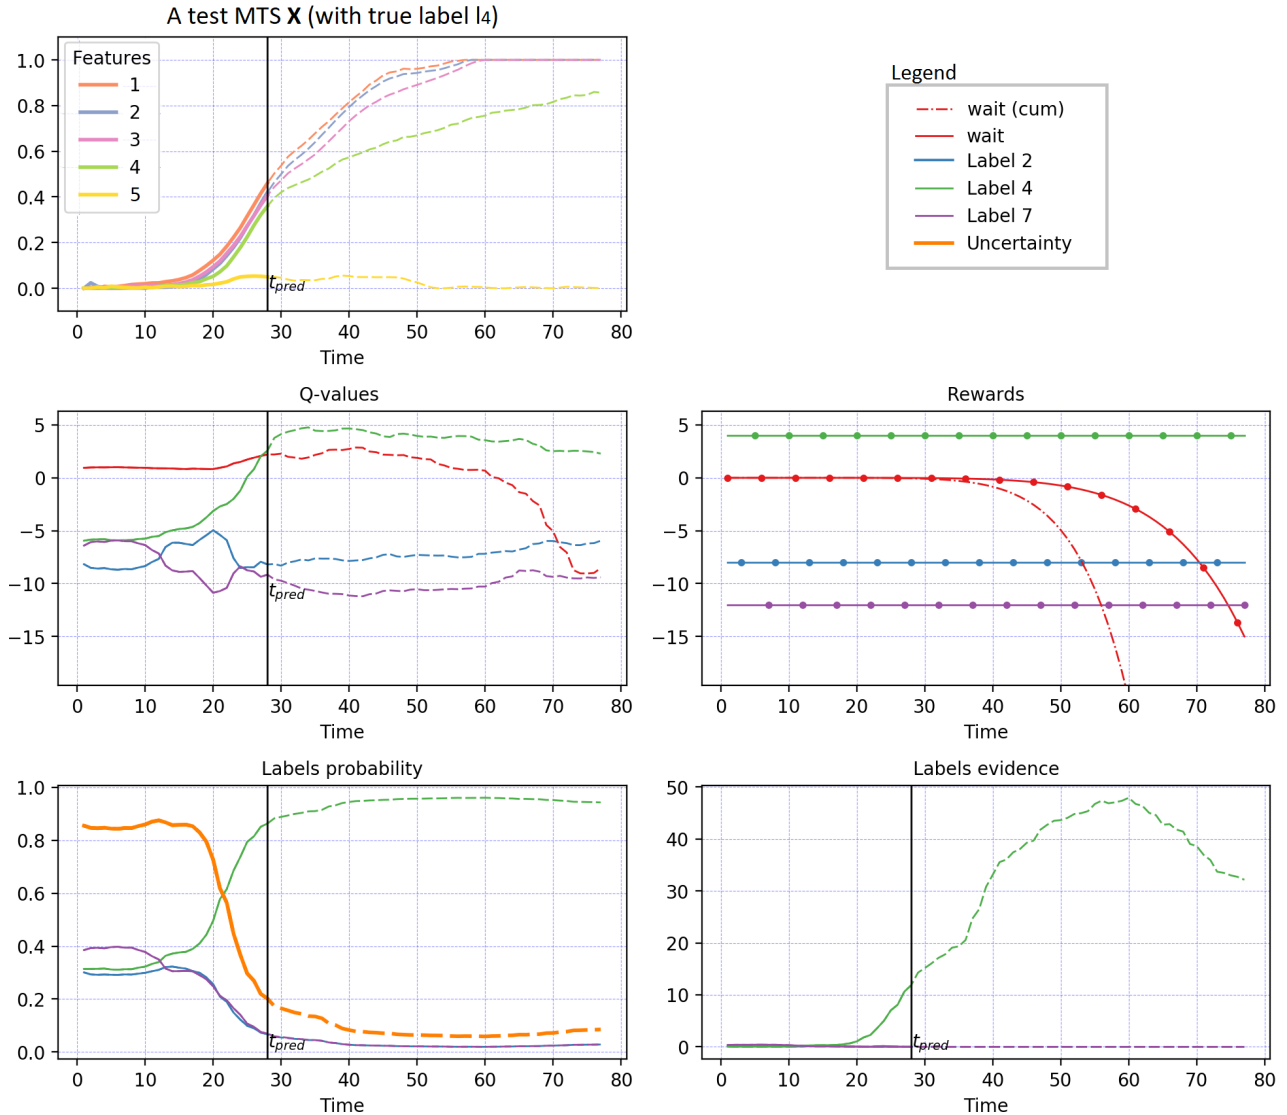 A test MTS X (with true label l4)
Features
1
2
3
4
5
1.0
0.8
0.6
0.4
0.2
0.0
tpred
0 10 20 30 40 50 60 70 80
Time
Legend
wait (cum)
wait
Label 2
Label 4
Label 7
Uncertainty
Q-values
5
0
−5
−10
−15
tpred
0 10 20 30 40 50 60 70 80
Time
Rewards
5
0
−5
−10
−15
0 10 20 30 40 50 60 70 80
Time
Labels probability
1.0
0.8
0.6
0.4
0.2
0.0
tpred
0 10 20 30 40 50 60 70 80
Time
Labels evidence
50
40
30
20
10
0
tpred
0 10 20 30 40 50 60 70 80
Time